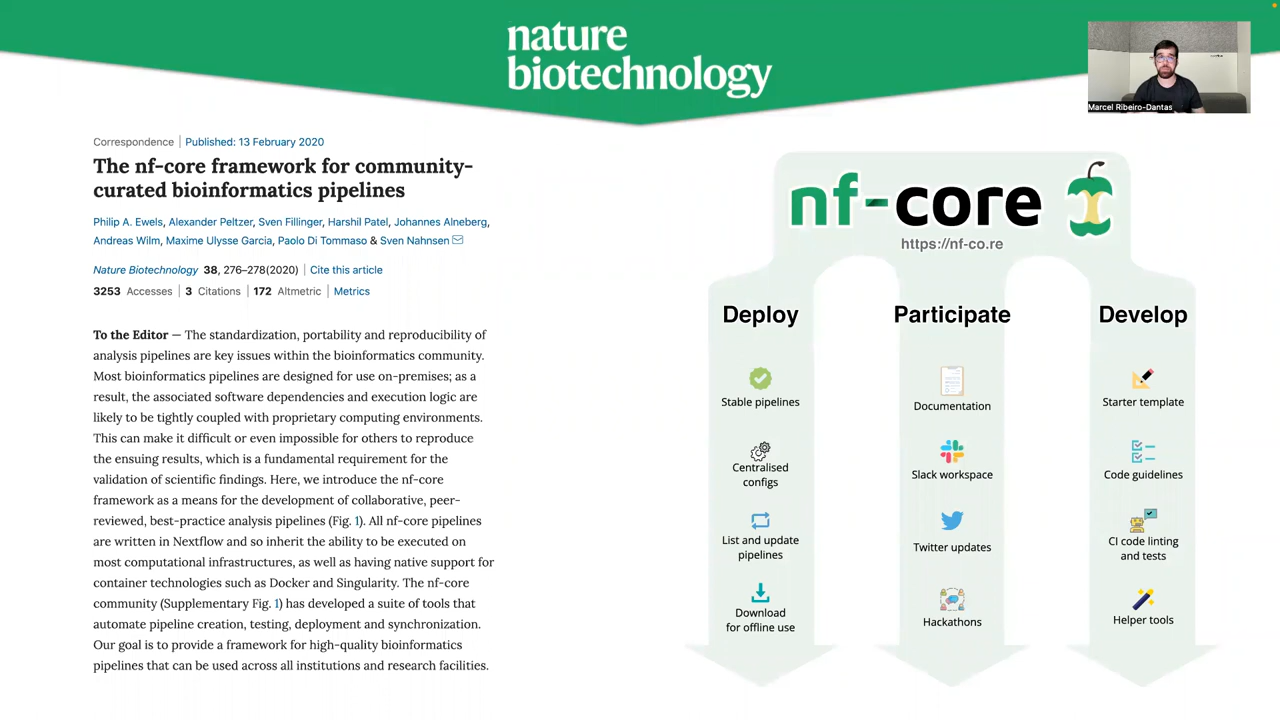 nature
biotechnology
Marcel Ribeiro-Dantas
Correspondence | Published: 13 February 2020
The nf-core framework for community-
curated bioinformatics pipelines
Philip A. Ewels, Alexander Peltzer, Sven Fillinger, Harshil Patel, Johannes Alneberg,
Andreas Wilm, Maxime Ulysse Garcia, Paolo Di Tommaso & Sven Nahnsen
Nature Biotechnology 38, 276–278(2020) | Cite this article
3253 Accesses | 3 Citations | 172 Altmetric | Metrics
To the Editor — The standardization, portability and reproducibility of
analysis pipelines are key issues within the bioinformatics community.
Most bioinformatics pipelines are designed for use on-premises; as a
result, the associated software dependencies and execution logic are
likely to be tightly coupled with proprietary computing environments.
This can make it difficult or even impossible for others to reproduce
the ensuing results, which is a fundamental requirement for the
validation of scientific findings. Here, we introduce the nf-core
framework as a means for the development of collaborative, peer-
reviewed, best-practice analysis pipelines (Fig. 1). All nf-core pipelines
are written in Nextflow and so inherit the ability to be executed on
most computational infrastructures, as well as having native support for
container technologies such as Docker and Singularity. The nf-core
community (Supplementary Fig. 1) has developed a suite of tools that
automate pipeline creation, testing, deployment and synchronization.
Our goal is to provide a framework for high-quality bioinformatics
pipelines that can be used across all institutions and research facilities.
nf-core
https://nf-co.re
Deploy
Stable pipelines
Centralised
configs
List and update
pipelines
Download
for offline use
Participate
Documentation
Slack workspace
Twitter updates
Hackathons
Develop
Starter template
Code guidelines
CI code linting
and tests
Helper tools